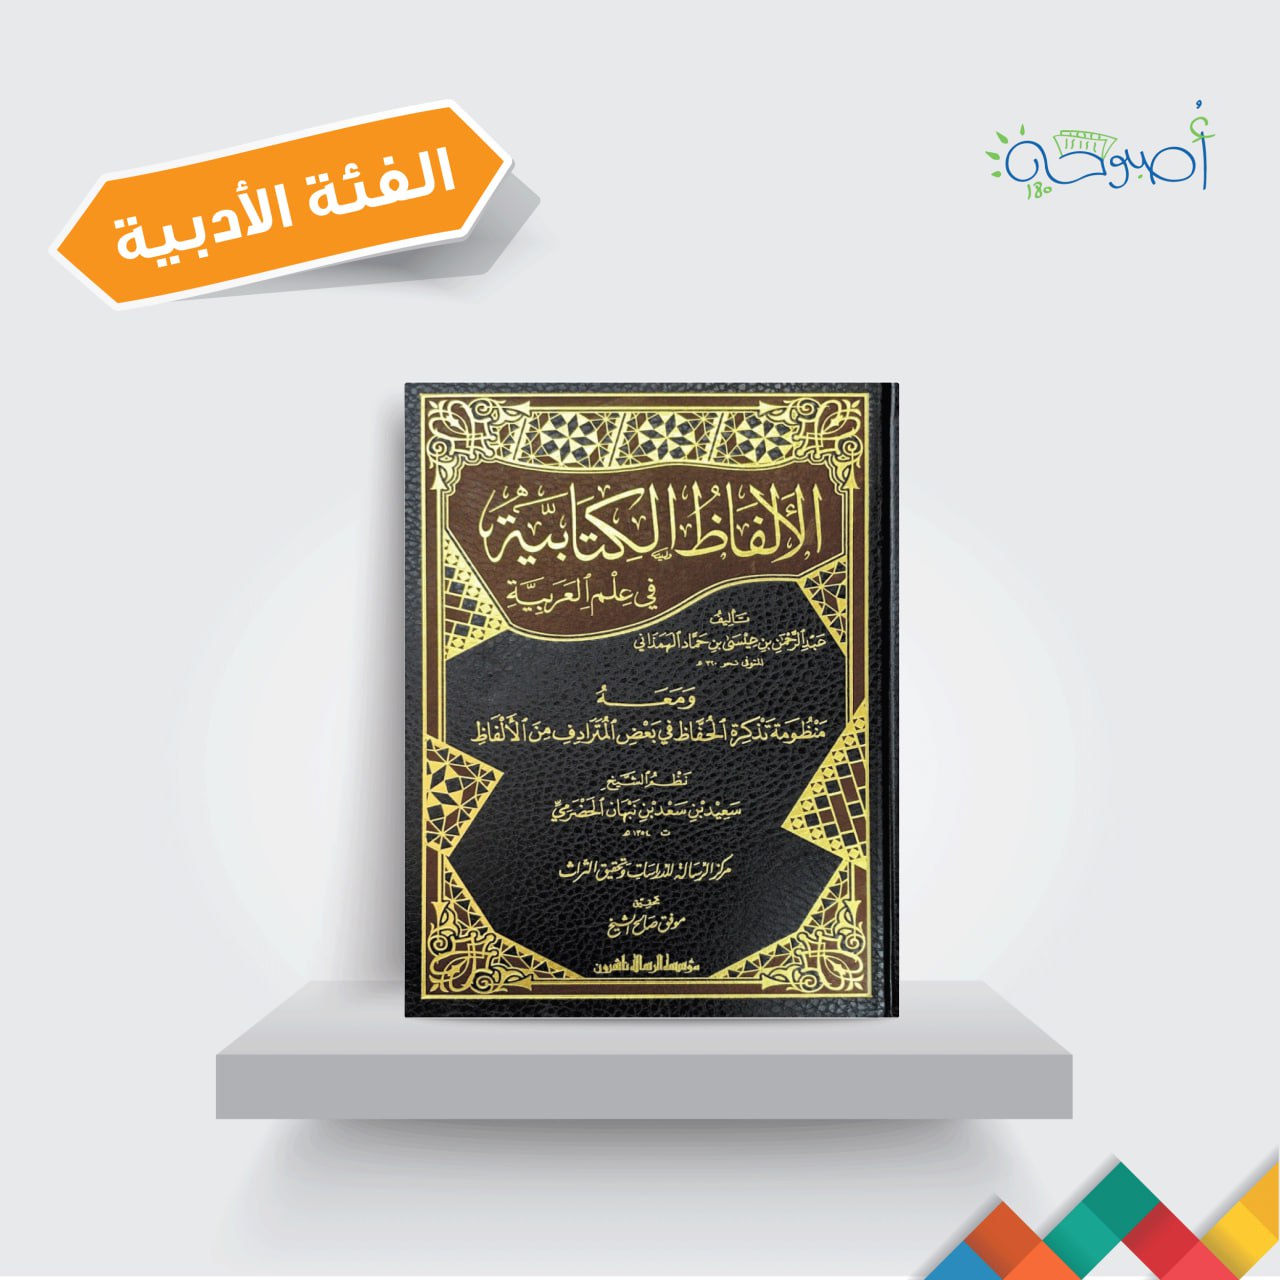 أصبوحة
١٨٠
الفئة الأدبية
الألفاظ الكتابية
في علم العربية
تأليف
عبد الرحمن بن عيسى بن حماد الهمذاني
المتوفى نحو ٣٢٠ هـ
ومعه
منظومة تذكرة الحفاظ في بعض المترادف من الألفاظ
نظم الشيخ
سعيد بن سعد بن نبهان الحضرمي
ت ١٣٥٤ هـ
مركز الرسالة للدراسات وتحقيق التراث
تحقيق
موفق صالح الشيخ
مؤسسة الرسالة ناشرون